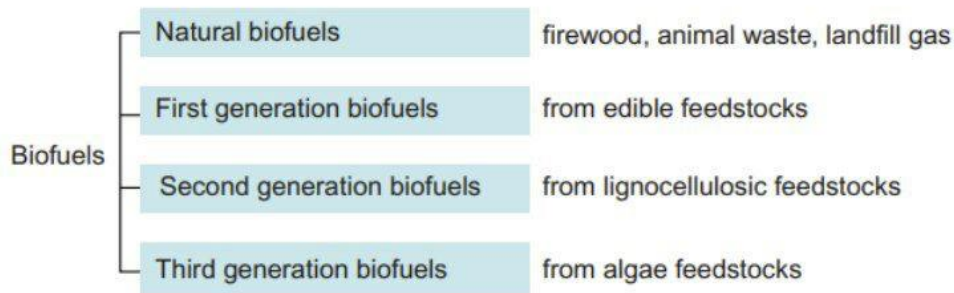 Natural biofuels firewood, animal waste, landfill gas
First generation biofuels from edible feedstocks
Biofuels
Second generation biofuels from lignocellulosic feedstocks
Third generation biofuels from algae feedstocks